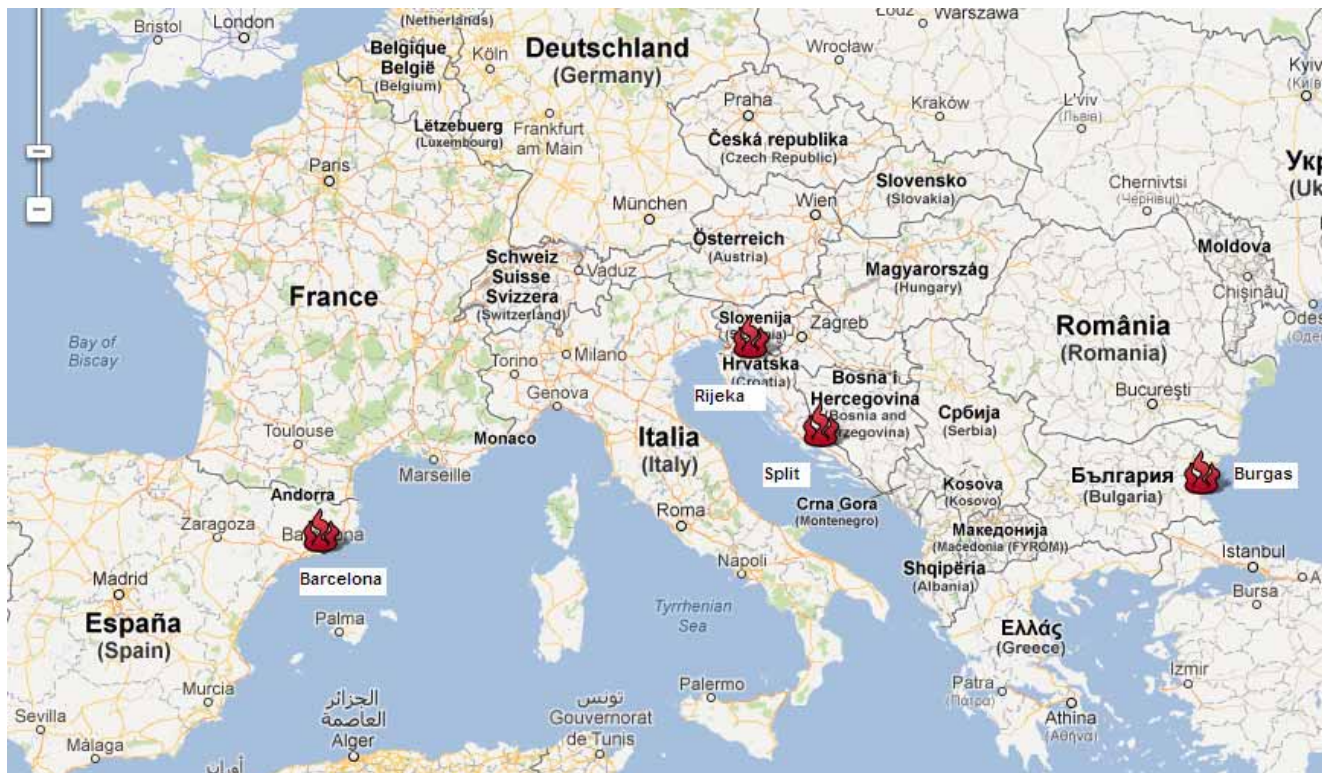 Bristol
London
(Netherlands)
Belgique
België
(Belgium)
Köln
Deutschland
(Germany)
Łódź
Warszawa
Wrocław
Kyiv
L'viv
(Львів)
Praha
Kraków
Česká republika
(Czech Republic)
Lëtzebuerg
(Luxembourg)
Frankfurt
am Main
Paris
Укр
(Uk
Slovensko
(Slovakia)
Chernivtsi
(Чернівці)
München
Wien
Österreich
(Austria)
Moldova
Schweiz
Suisse
Svizzera
(Switzerland)
Vaduz
Magyarország
(Hungary)
Chişinău
France
Slovenija
Zagreb
România
(Romania)
Odes
(Оде
Bay of
Biscay
Torino
Milano
Hrvatska
(Croatia)
Rijeka
Bosna i
Hercegovina
(Bosnia and
rzegovina)
Bucureşti
Genova
Србија
(Serbia)
Toulouse
Monaco
Italia
(Italy)
Marseille
Split
България
(Bulgaria)
Burgas
Andorra
Kosova
(Kosovo)
Crna Gora
(Montenegro)
Zaragoza
Roma
Barcelona
Македонија
(Macedonia (FYROM))
Istanbul
Madrid
Napoli
Shqipëria
(Albania)
Bursa
España
(Spain)
Palma
Tyrrhenian
Sea
Ελλάς
(Greece)
Izmir
Murcia
Palermo
Patra
(Πάτρα)
الجزائر
العاصمة
Alger
تونس
Gouvernorat
de Tunis
Sevilla
Athina
(Αθήνα)
Málaga